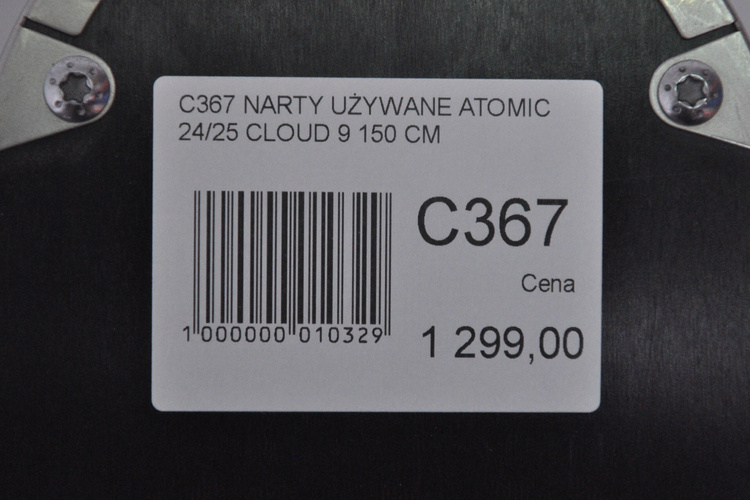 C367 NARTY UŻYWANE ATOMIC
24/25 CLOUD 9 150 CM
C367
Cena
1 299,00
1 000000 010329